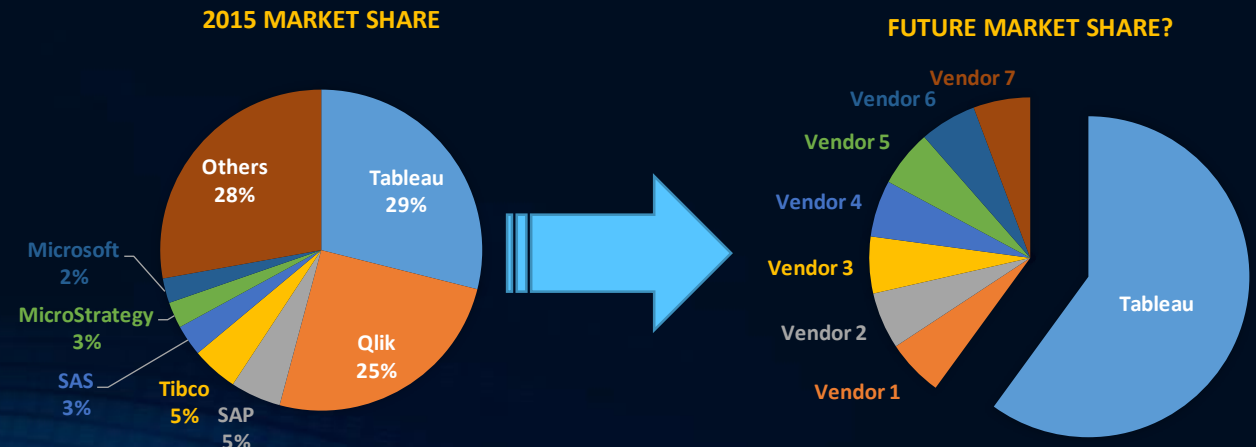 2015 MARKET SHARE
Others
28%
Tableau
29%
Microsoft
2%
MicroStrategy
3%
SAS
3%
Tibco
5%
SAP
5%
Qlik
25%
FUTURE MARKET SHARE?
Vendor 7
Vendor 6
Vendor 5
Vendor 4
Vendor 3
Vendor 2
Vendor 1
Tableau